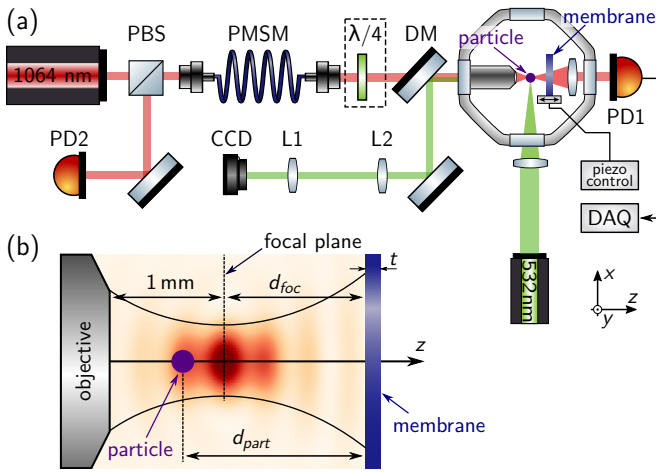 (a)
PBS
PMSM
λ/4
DM
membrane
particle
1064 nm
PD1
PD2
CCD
L1
L2
piezo
control
DAQ
532nm
x
y
z
(b)
focal plane
t
1 mm
d_foc
objective
z
particle
d_part
membrane